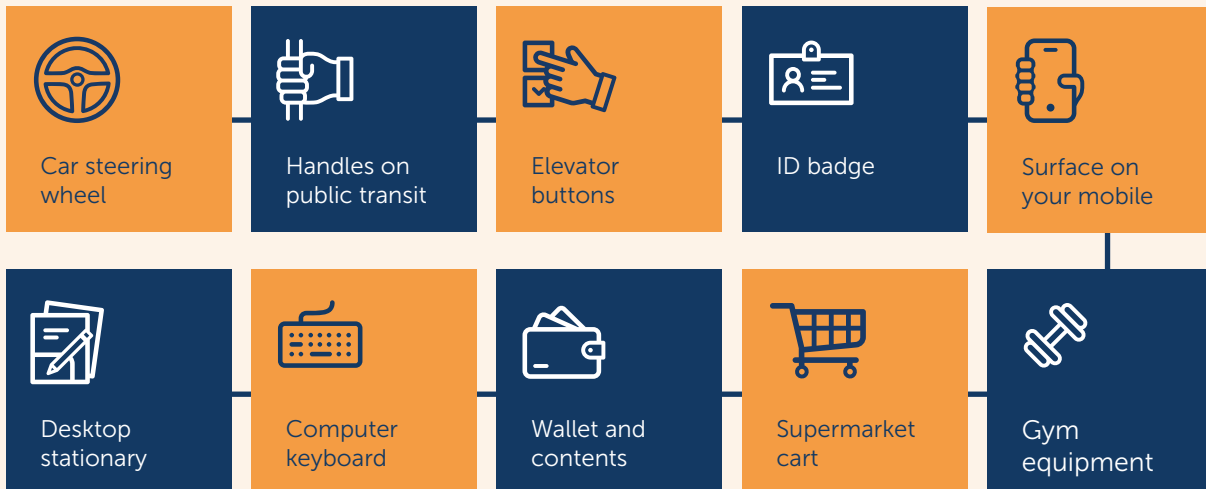 Car steering
wheel
Handles on
public transit
Elevator
buttons
ID badge
Surface on
your mobile
Desktop
stationary
Computer
keyboard
Wallet and
contents
Supermarket
cart
Gym
equipment